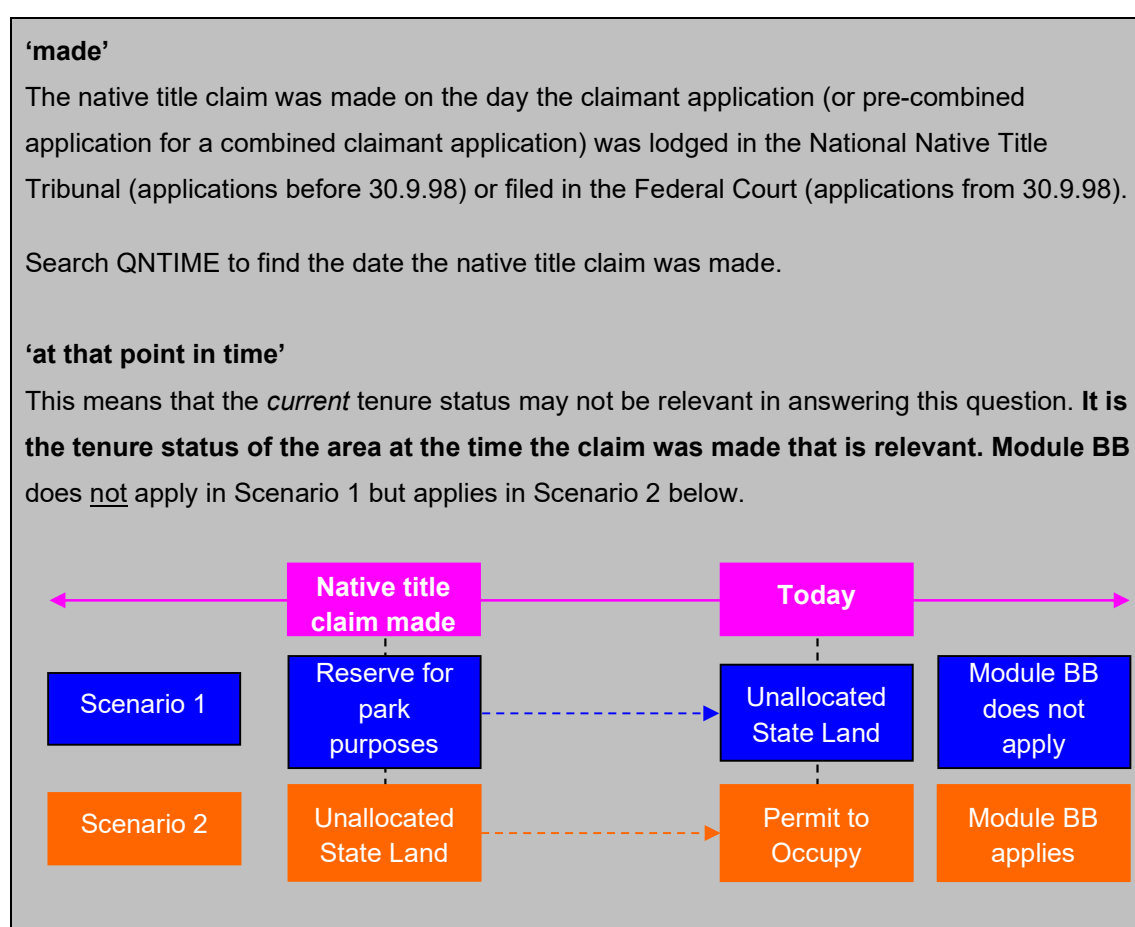 ‘made’
The native title claim was made on the day the claimant application (or pre-combined
application for a combined claimant application) was lodged in the National Native Title
Tribunal (applications before 30.9.98) or filed in the Federal Court (applications from 30.9.98).
Search QNTIME to find the date the native title claim was made.
‘at that point in time’
This means that the current tenure status may not be relevant in answering this question. It is
the tenure status of the area at the time the claim was made that is relevant. Module BB
does not apply in Scenario 1 but applies in Scenario 2 below.
Native title
claim made
Today
Scenario 1
Reserve for
park
purposes
Unallocated
State Land
Module BB
does not
apply
Scenario 2
Unallocated
State Land
Permit to
Occupy
Module BB
applies